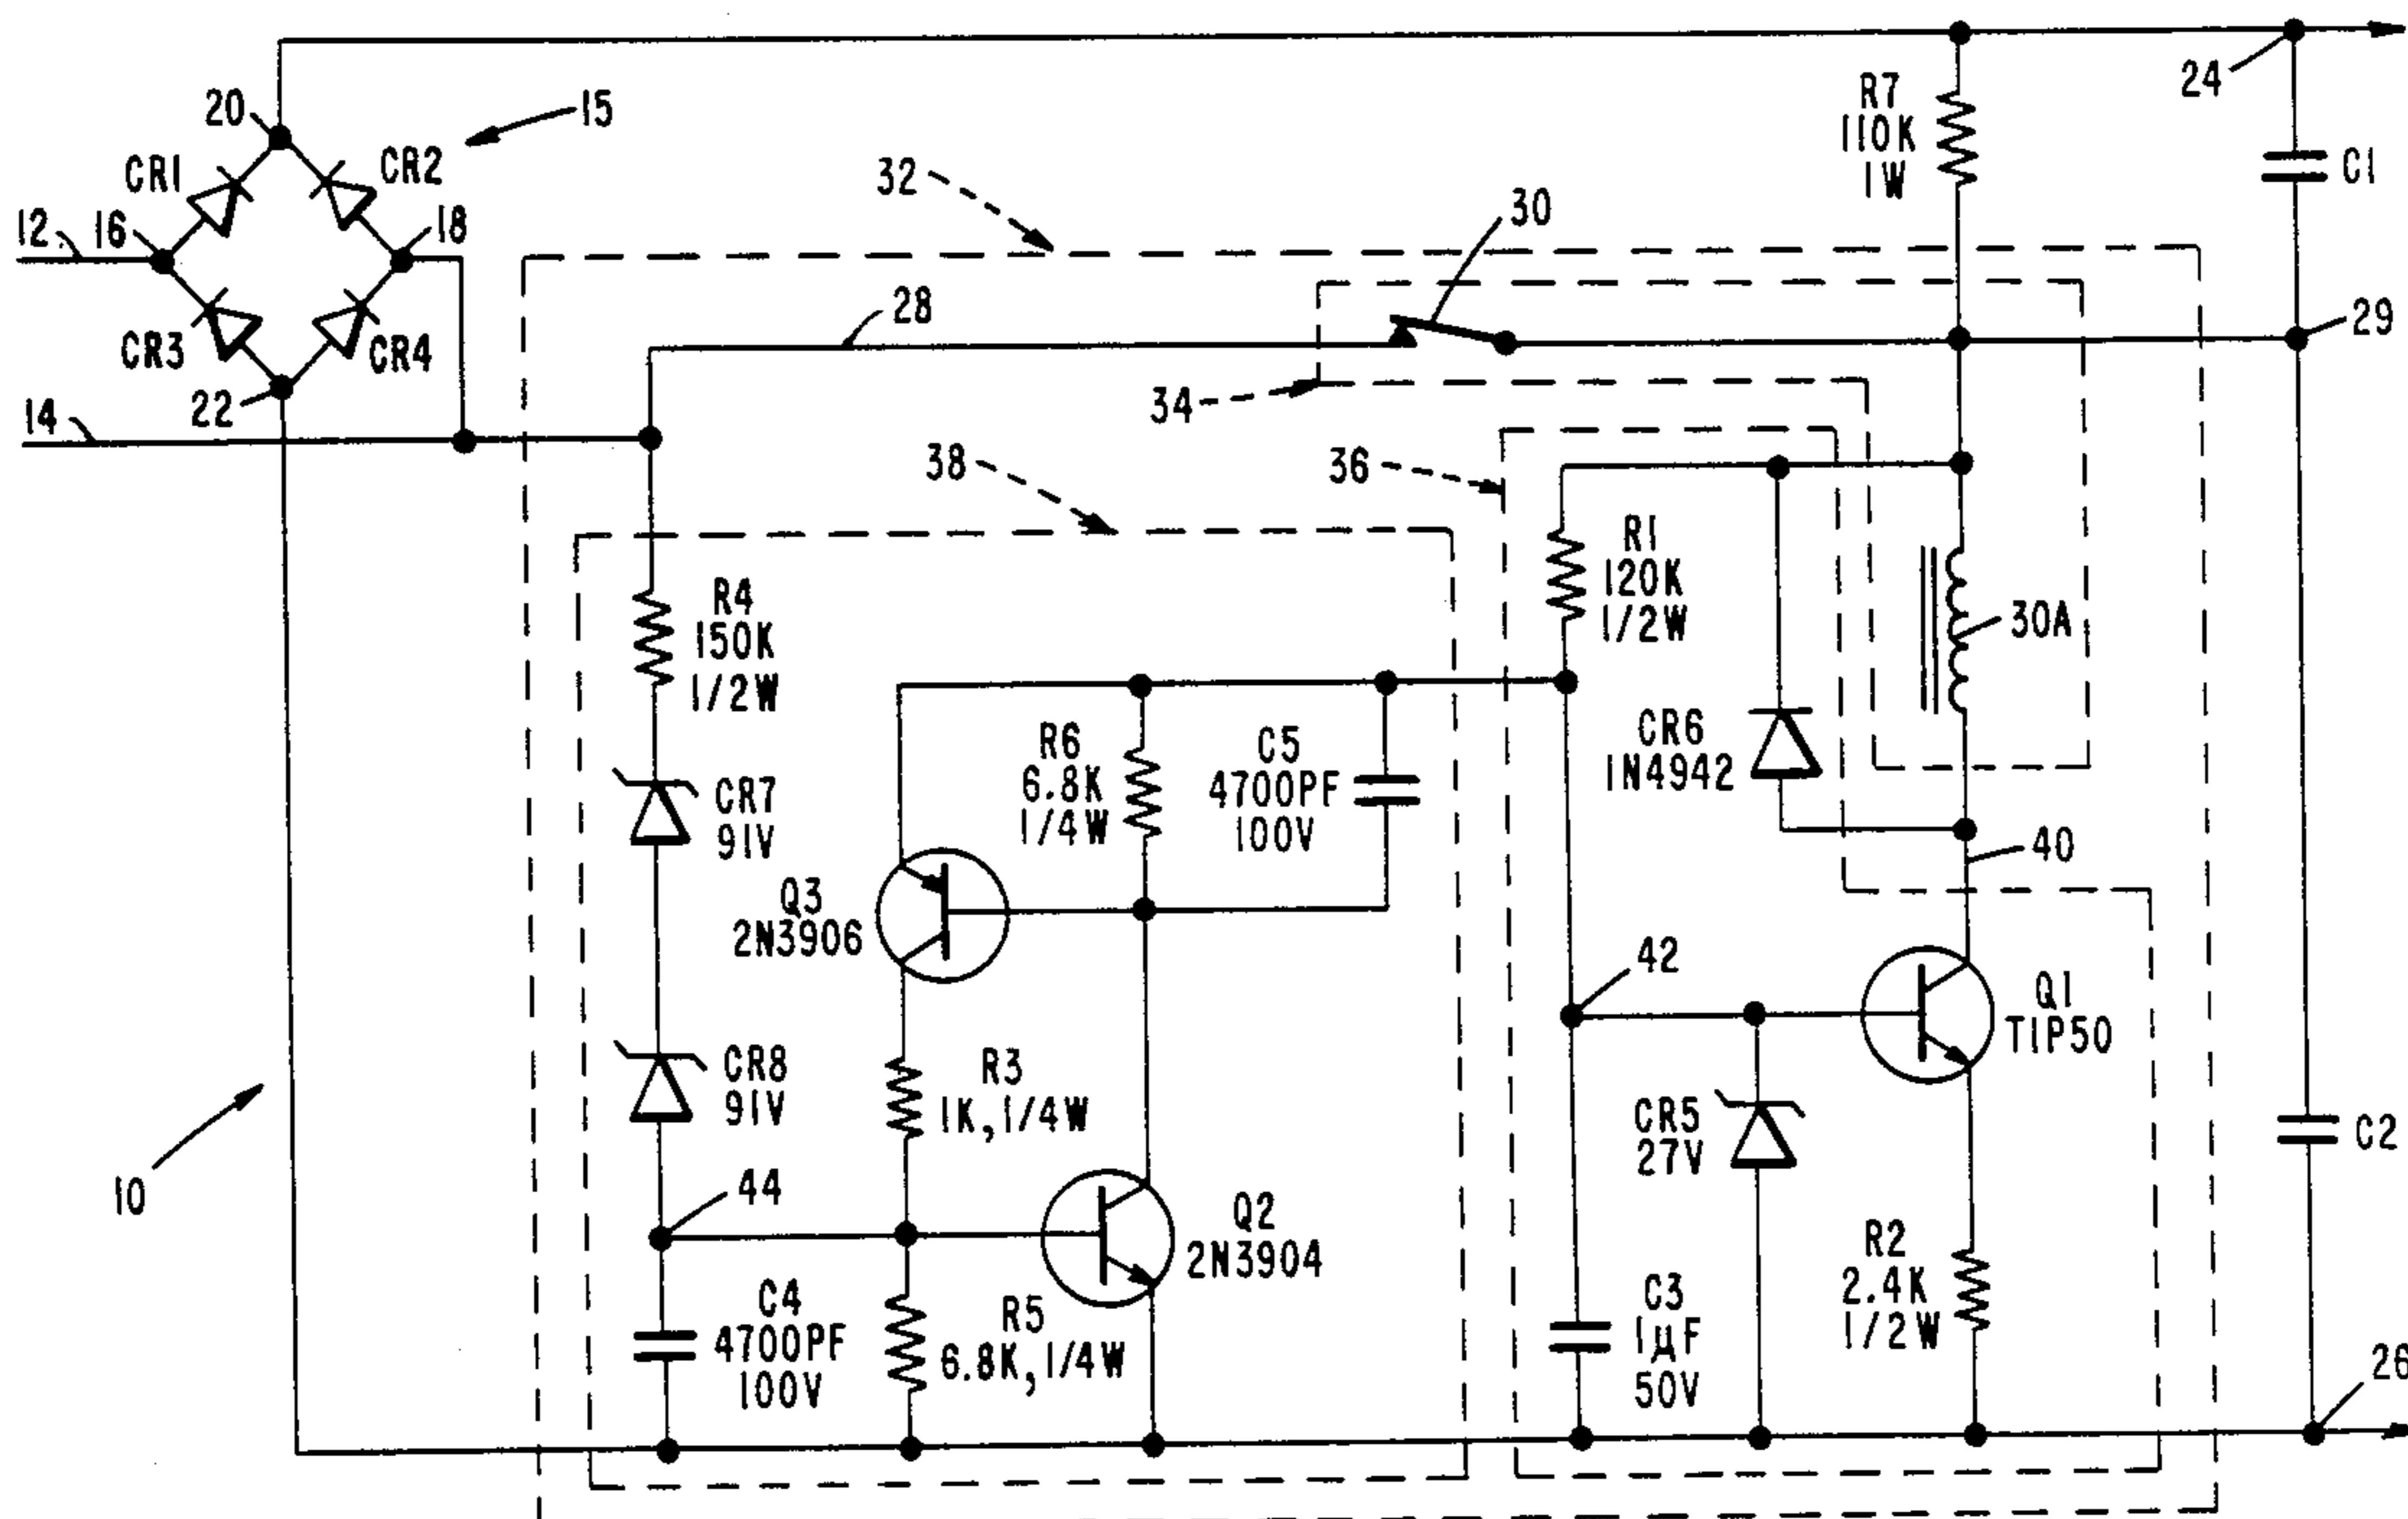 24
R7
110K
1W
C1
20
15
CR1
CR2
32
30
12
16
18
28
29
CR3
CR4
34
22
14
38
36
R1
120K
1/2W
R4
150K
1/2W
30A
R6
6.8K
1/4W
C5
4700PF
100V
CR6
1N4942
CR7
91V
40
Q3
2N3906
42
Q1
TIP50
CR8
91V
R3
1K,1/4W
CR5
27V
C2
10
44
Q2
2N3904
R2
2.4K
1/2W
C4
4700PF
100V
R5
6.8K,1/4W
C3
1µF
50V
26